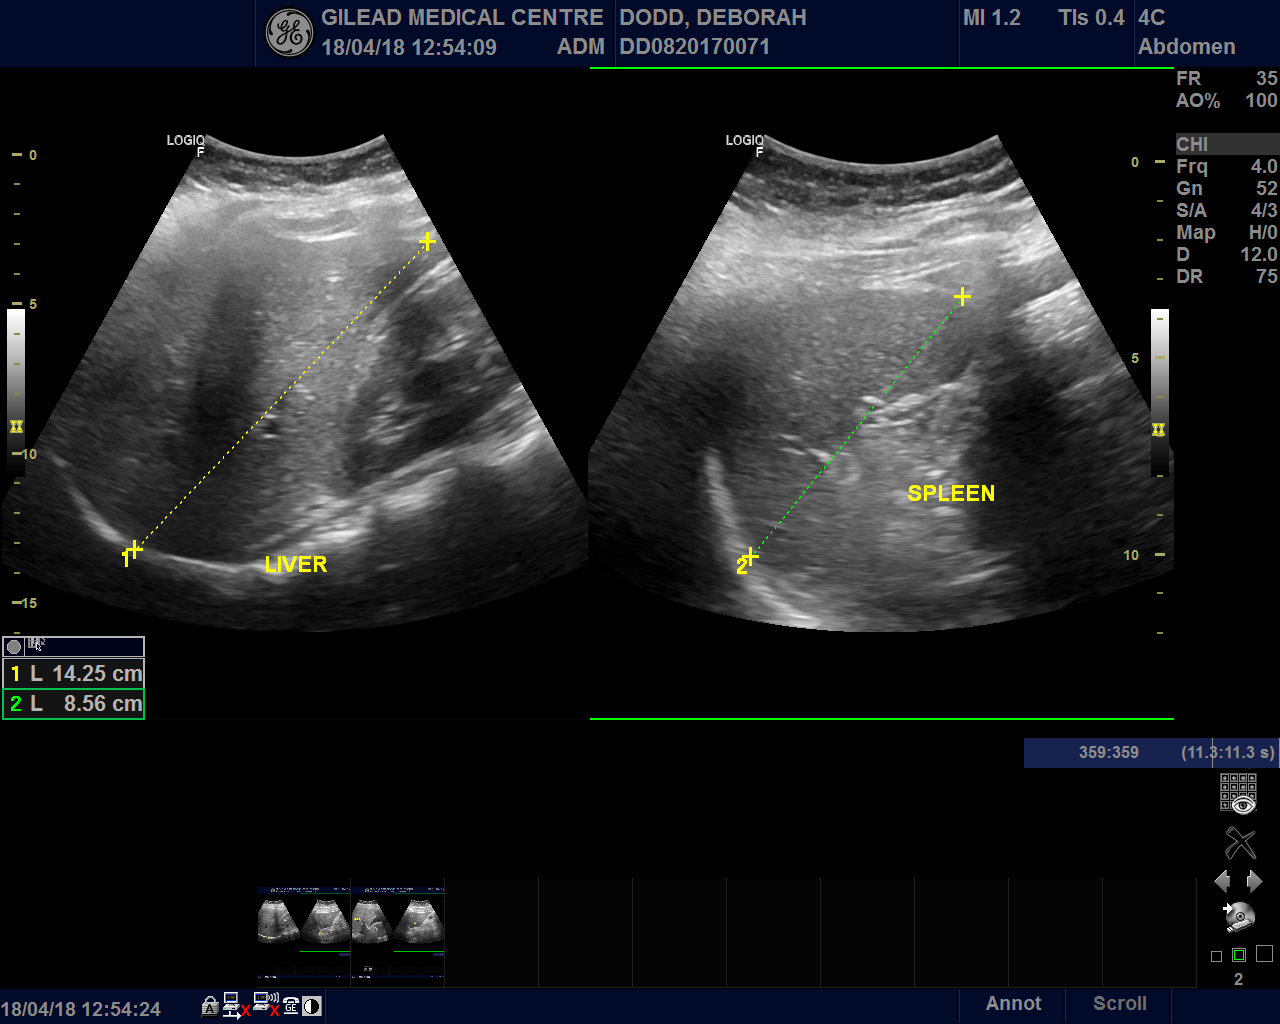 GILEAD MEDICAL CENTRE
18/04/18 12:54:09 ADM
DODD, DEBORAH
DD0820170071
MI 1.2 TIs 0.4
4C
Abdomen
FR 35
AO% 100
CHI
Frq 4.0
Gn 52
S/A 4/3
Map H/0
D 12.0
DR 75
LOGIQ
F
0
5
10
15
1
LIVER
LOGIQ
F
0
5
10
2
SPLEEN
1 L 14.25 cm
2 L 8.56 cm
359:359 (11.3:11.3 s)
2
18/04/18 12:54:24
A
GE
Annot
Scroll